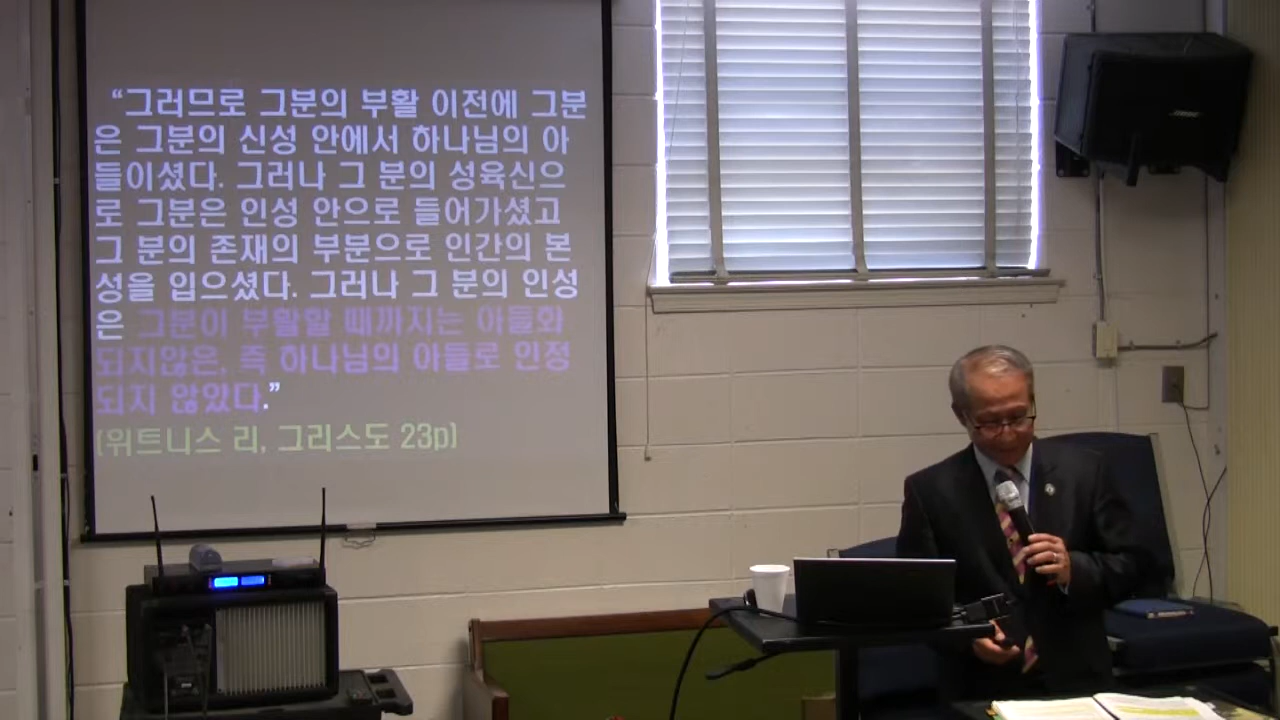 “그러므로 그분의 부활 이전에 그분
은 그분의 신성 안에서 하나님의 아
들이셨다. 그러나 그 분의 성육신으
로 그분은 인성 안으로 들어가셨고
그 분의 존재의 부분으로 인간의 본
성을 입으셨다. 그러나 그 분의 인성
은 그분이 부활할 때까지는 아들화
되지않은, 즉 하나님의 아들로 인정
되지 않았다.”
(위트니스 리, 그리스도 23p)
BOSE